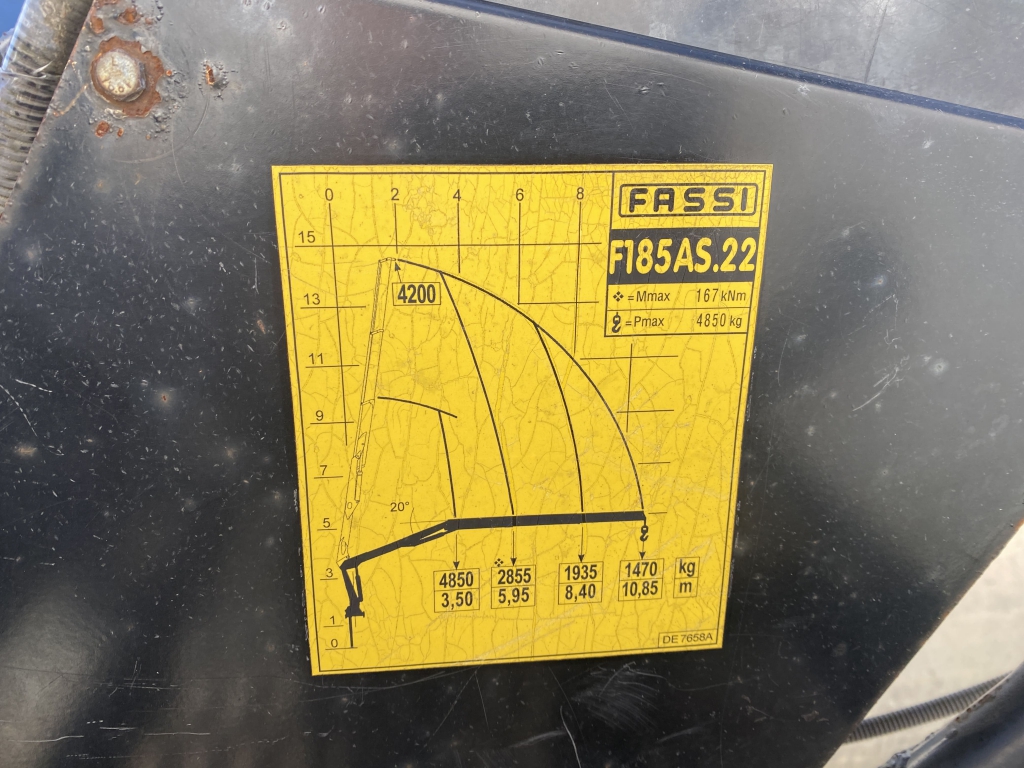 0 2 4 6 8
FASSI
F185AS.22
=Mmax 167 kNm
=Pmax 4850 kg
15
4200
13
11
9
7
20°
5
3
1
0
4850 2855 1935 1470 kg
3,50 5,95 8,40 10,85 m
DE 7658A